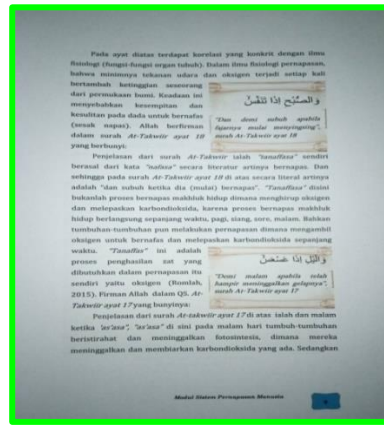 Pada ayat diatas terdapat korelasi yang konkrit dengan ilmu
fisiologi (fungsi-fungsi organ tubuh). Dalam ilmu fisiologi pernapasan,
bahwa minimnya tekanan udara dan oksigen terjadi setiap kali
bertambah ketinggian seseorang
dari permukaan bumi. Keadaan ini
menyebabkan kesempitan dan
kesulitan pada dada untuk bernafas
(sesak napas). Allah berfirman
dalam surah At-Takwiir ayat 18
yang berbunyi:
وَالصُّبْحِ إِذَا تَنَفَّسَ
"Dan demi subuh apabila
fajarnya mulai menyingsing",
surah At-Takwir ayat 18
Penjelasan dari surah At-Takwiir ialah "tanaffasa" sendiri
berasal dari kata "nafasa" secara literatur artinya bernapas. Dan
sehingga pada surah At-Takwir ayat 18 di atas secara literal artinya
adalah "dan subuh ketika dia (mulai) bernapas". "Tanaffasa" disini
bukanlah proses bernapas makhluk hidup dimana menghirup oksigen
dan melepaskan karbondioksida, karena proses bernapas makhluk
hidup berlangsung sepanjang waktu, pagi, siang, sore, malam. Bahkan
tumbuhan-tumbuhan pun melakukan pernapasan dimana mengambil
oksigen untuk bernafas dan melepaskan karbondioksida sepanjang
waktu. "Tanaffas" ini adalah
proses penghasilan zat yang
dibutuhkan dalam pernapasan itu
sendiri yaitu oksigen (Romlah,
2015). Firman Allah dalam QS. At-
Takwiir ayat 17 yang bunyinya:
وَالَّيْلِ إِذَا عَسْعَسَ
"Demi malam apabila telah
hampir meninggalkan gelapnya",
surah At-Takwir ayat 17
Penjelasan dari surah At-takwiir ayat 17 di atas ialah dan malam
ketika "as'asa", "as'asa" di sini pada malam hari tumbuh-tumbuhan
beristirahat dan meninggalkan fotosintesis, dimana mereka
meninggalkan dan membiarkan karbondioksida yang ada. Sedangkan
Modul Sistem Pernapasan Manusia